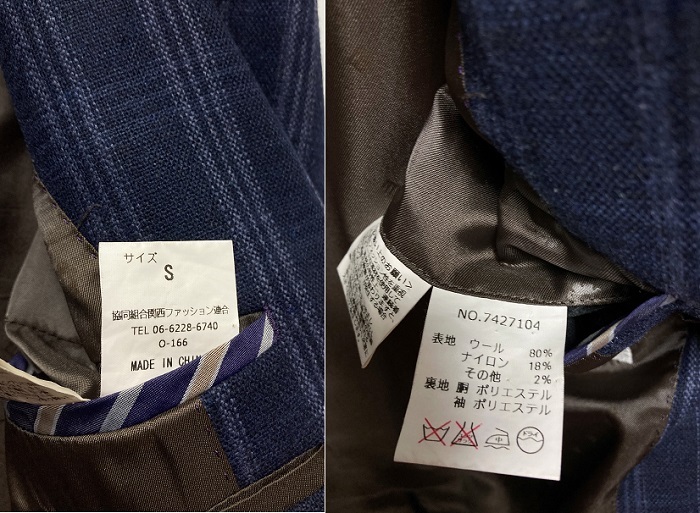 サイズ
S
協同組合関西ファッション連合
TEL 06-6228-6740
O-166
MADE IN CHI
NO.7427104
表地 ウール 80%
ナイロン 18%
その他 2%
裏地 胴 ポリエステル
袖 ポリエステル
ドライ